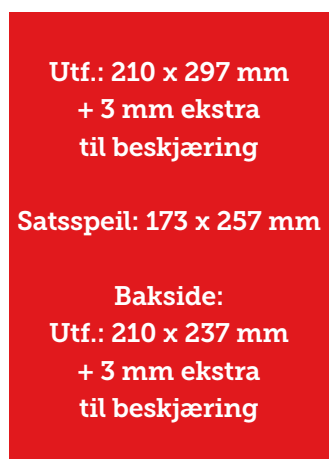 Utf.: 210 x 297 mm
+ 3 mm ekstra
til beskjæring
Satsspeil: 173 x 257 mm
Bakside:
Utf.: 210 x 237 mm
+ 3 mm ekstra
til beskjæring